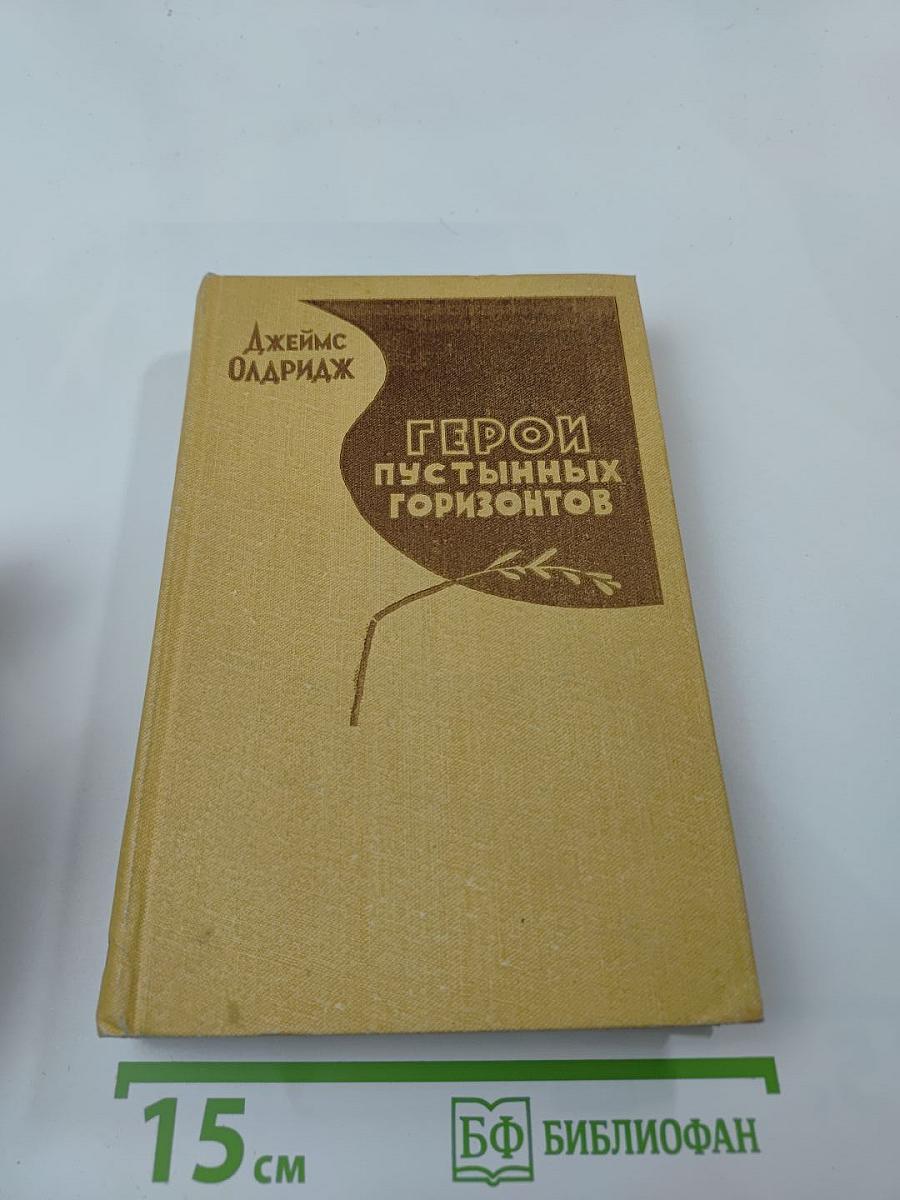 Джеймс
Олдридж
ГЕРОИ
ПУСТЫННЫХ
ГОРИЗОНТОВ
15 см
БФ БИБЛИОФАН